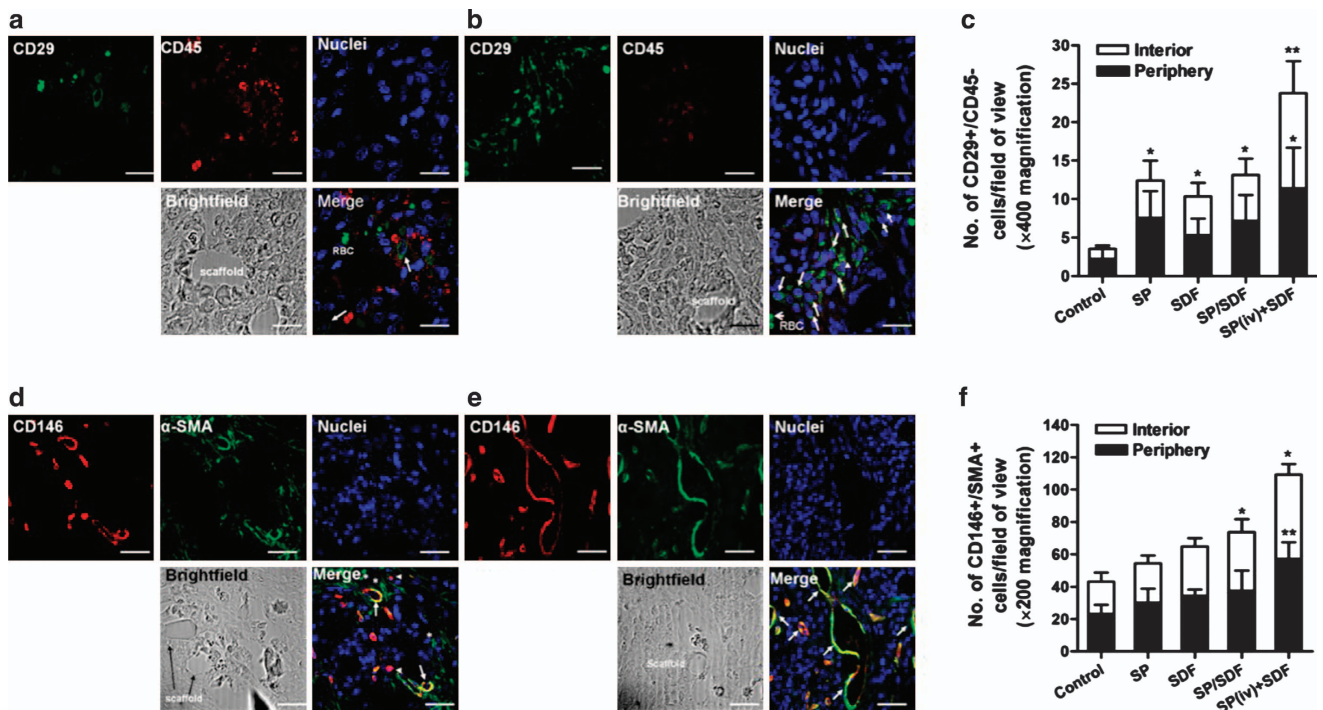 a
CD29
CD45
Nuclei
Brightfield
scaffold
Merge
RBC
b
CD29
CD45
Nuclei
Brightfield
scaffold
Merge
RBC
c
No. of CD29+/CD45-
cells/field of view
(×400 magnification)
30
25
20
15
10
5
0
Interior
Periphery
*
*
*
**
*
Control
SP
SDF
SP/SDF
SP(iv)+SDF
d
CD146
α-SMA
Nuclei
Brightfield
scaffold
Merge
*
*
e
CD146
α-SMA
Nuclei
Brightfield
Scaffold
Merge
f
No. of CD146+/SMA+
cells/field of view
(×200 magnification)
140
120
100
80
60
40
20
0
Interior
Periphery
*
*
**
Control
SP
SDF
SP/SDF
SP(iv)+SDF